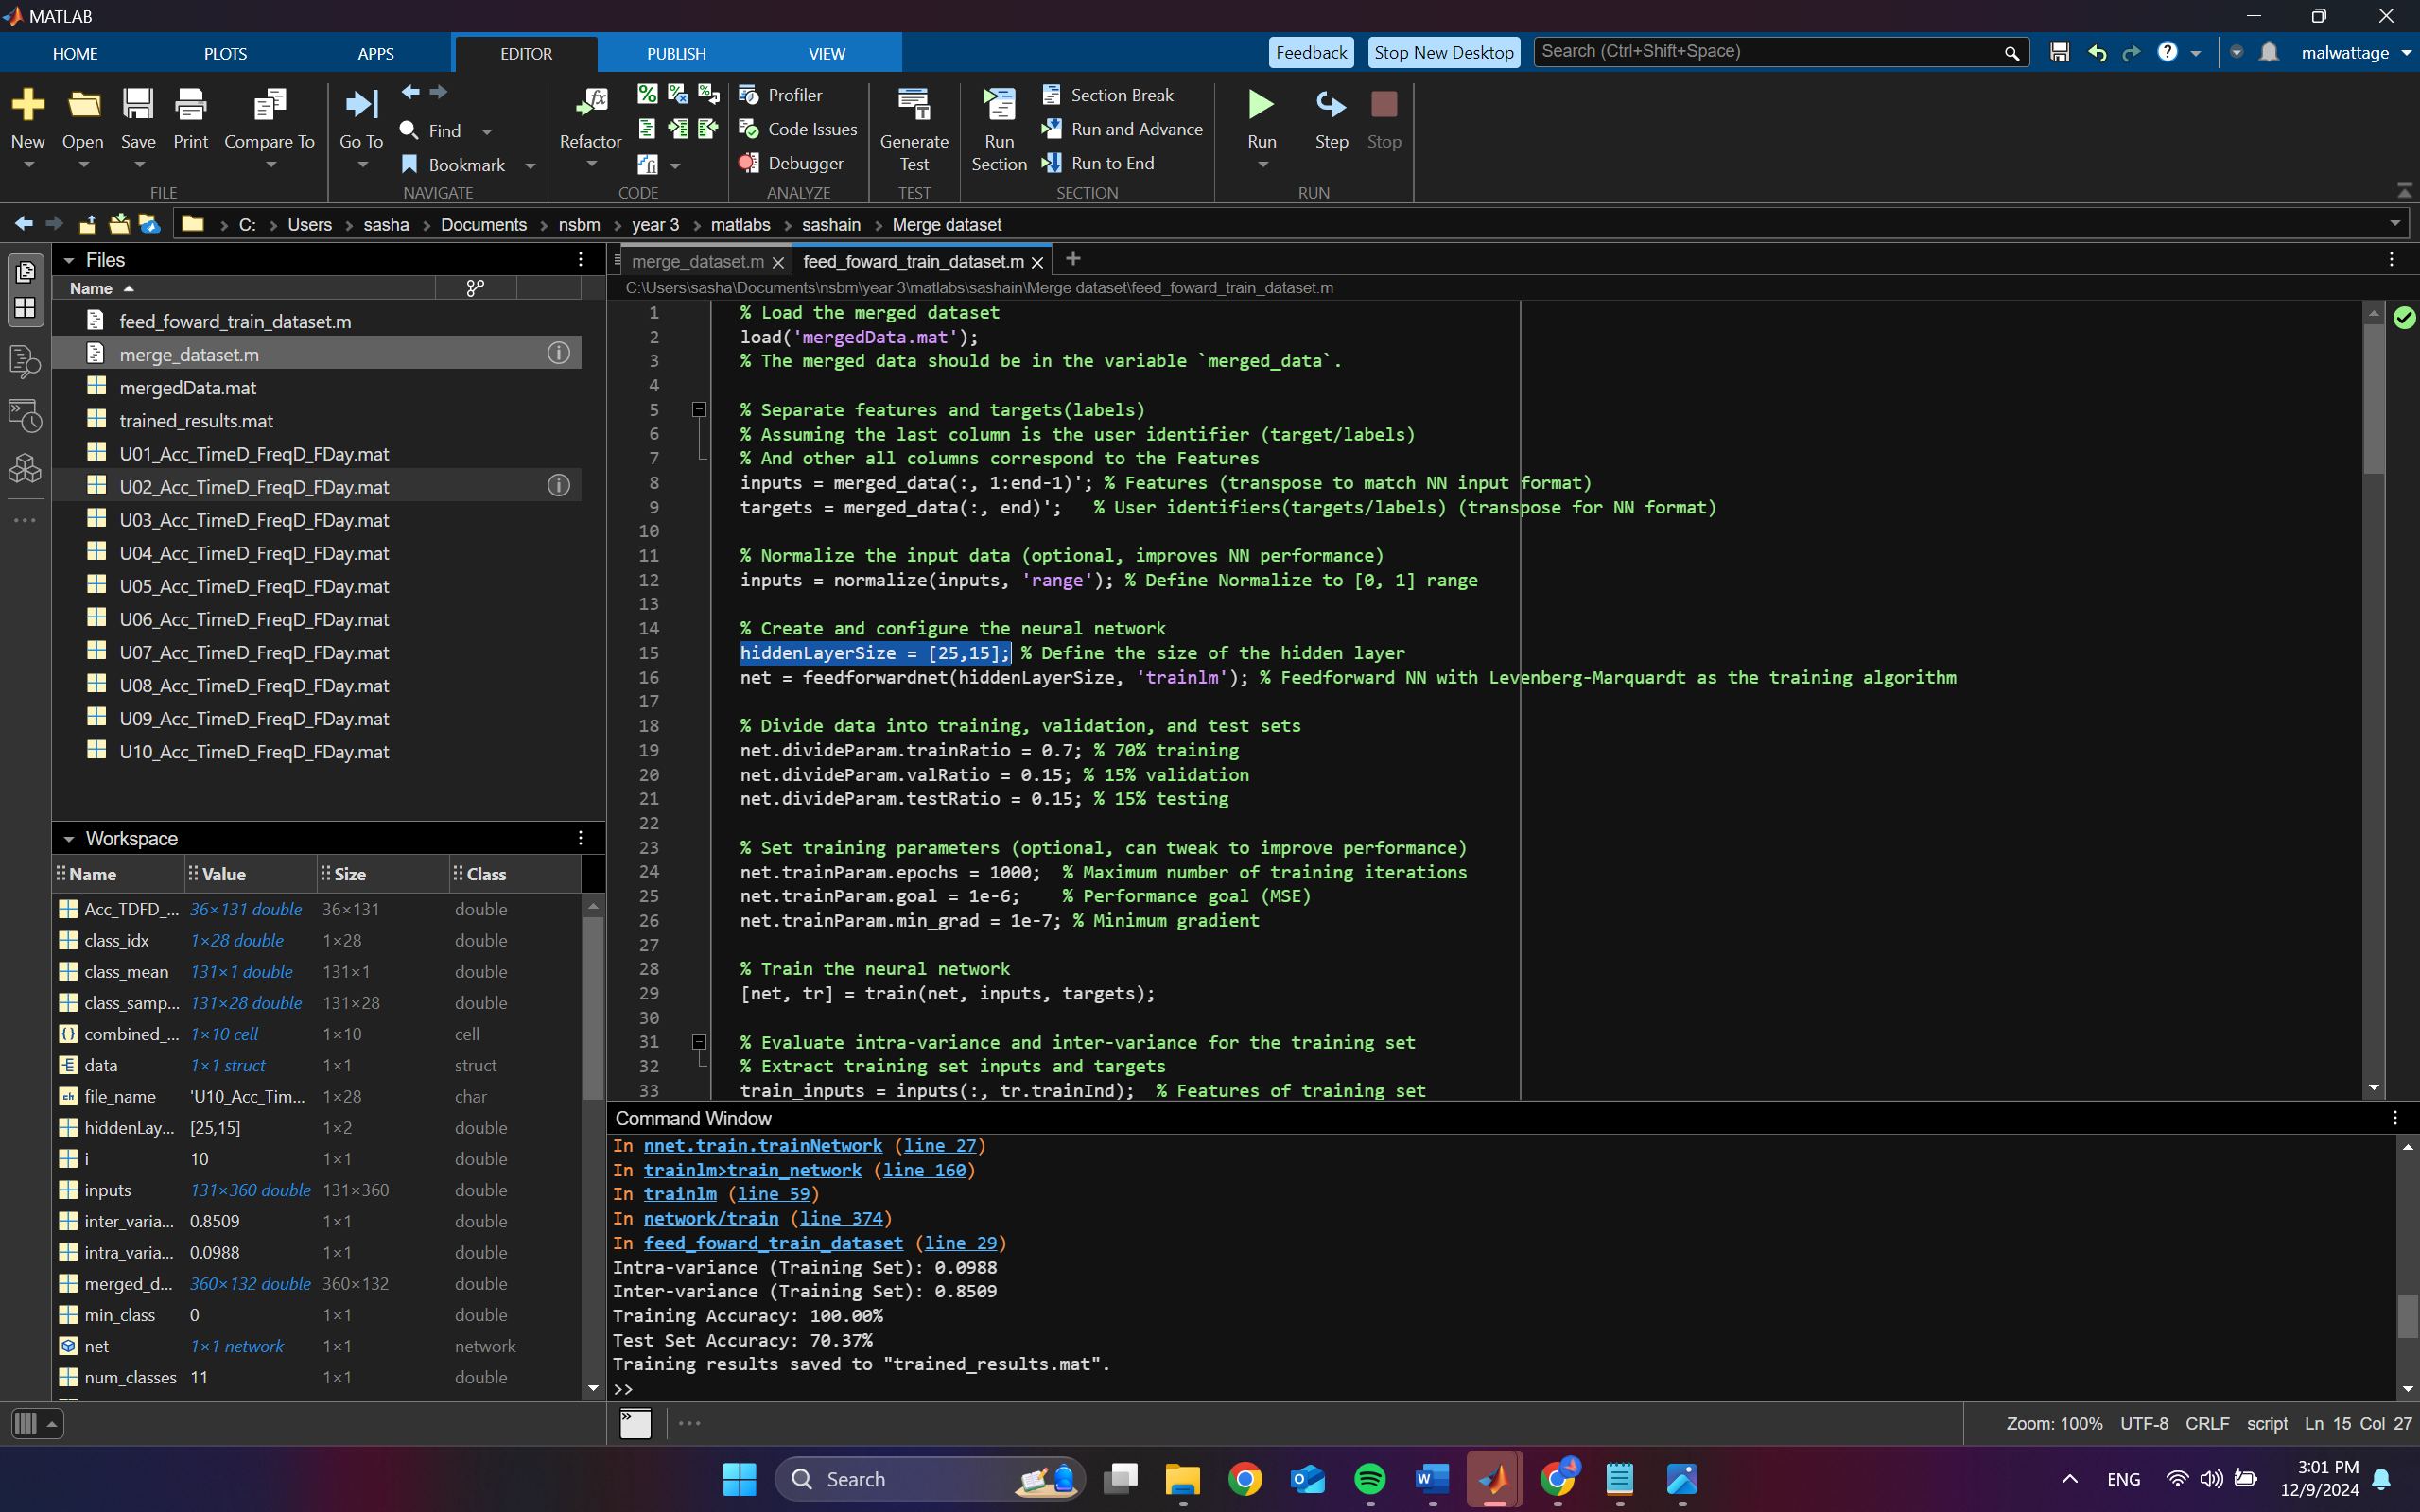 MATLAB
HOME PLOTS APPS EDITOR PUBLISH VIEW Feedback Stop New Desktop Search (Ctrl+Shift+Space) malwattage
New Open Save Print Compare To Go To Find Bookmark Refactor Profiler Code Issues Debugger Generate Test Run Section Section Break Run and Advance Run to End Run Step Stop
FILE NAVIGATE CODE ANALYZE TEST SECTION RUN
C: › Users › sasha › Documents › nsbm › year 3 › matlabs › sashain › Merge dataset
Files
Name
feed_foward_train_dataset.m
merge_dataset.m
mergedData.mat
trained_results.mat
U01_Acc_TimeD_FreqD_FDay.mat
U02_Acc_TimeD_FreqD_FDay.mat
U03_Acc_TimeD_FreqD_FDay.mat
U04_Acc_TimeD_FreqD_FDay.mat
U05_Acc_TimeD_FreqD_FDay.mat
U06_Acc_TimeD_FreqD_FDay.mat
U07_Acc_TimeD_FreqD_FDay.mat
U08_Acc_TimeD_FreqD_FDay.mat
U09_Acc_TimeD_FreqD_FDay.mat
U10_Acc_TimeD_FreqD_FDay.mat
Workspace
Name Value Size Class
Acc_TDFD_... 36×131 double 36×131 double
class_idx 1×28 double 1×28 double
class_mean 131×1 double 131×1 double
class_samp... 131×28 double 131×28 double
combined_... 1×10 cell 1×10 cell
data 1×1 struct 1×1 struct
file_name 'U10_Acc_Tim... 1×28 char
hiddenLay... [25,15] 1×2 double
i 10 1×1 double
inputs 131×360 double 131×360 double
inter_varia... 0.8509 1×1 double
intra_varia... 0.0988 1×1 double
merged_d... 360×132 double 360×132 double
min_class 0 1×1 double
net 1×1 network 1×1 network
num_classes 11 1×1 double
merge_dataset.m feed_foward_train_dataset.m
C:\Users\sasha\Documents\nsbm\year 3\matlabs\sashain\Merge dataset\feed_foward_train_dataset.m
1 % Load the merged dataset
2 load('mergedData.mat');
3 % The merged data should be in the variable `merged_data`.
4
5 % Separate features and targets(labels)
6 % Assuming the last column is the user identifier (target/labels)
7 % And other all columns correspond to the Features
8 inputs = merged_data(:, 1:end-1)'; % Features (transpose to match NN input format)
9 targets = merged_data(:, end)'; % User identifiers(targets/labels) (transpose for NN format)
10
11 % Normalize the input data (optional, improves NN performance)
12 inputs = normalize(inputs, 'range'); % Define Normalize to [0, 1] range
13
14 % Create and configure the neural network
15 hiddenLayerSize = [25,15]; % Define the size of the hidden layer
16 net = feedforwardnet(hiddenLayerSize, 'trainlm'); % Feedforward NN with Levenberg-Marquardt as the training algorithm
17
18 % Divide data into training, validation, and test sets
19 net.divideParam.trainRatio = 0.7; % 70% training
20 net.divideParam.valRatio = 0.15; % 15% validation
21 net.divideParam.testRatio = 0.15; % 15% testing
22
23 % Set training parameters (optional, can tweak to improve performance)
24 net.trainParam.epochs = 1000; % Maximum number of training iterations
25 net.trainParam.goal = 1e-6; % Performance goal (MSE)
26 net.trainParam.min_grad = 1e-7; % Minimum gradient
27
28 % Train the neural network
29 [net, tr] = train(net, inputs, targets);
30
31 % Evaluate intra-variance and inter-variance for the training set
32 % Extract training set inputs and targets
33 train_inputs = inputs(:, tr.trainInd); % Features of training set
Command Window
In nnet.train.trainNetwork (line 27)
In trainlm>train_network (line 160)
In trainlm (line 59)
In network/train (line 374)
In feed_foward_train_dataset (line 29)
Intra-variance (Training Set): 0.0988
Inter-variance (Training Set): 0.8509
Training Accuracy: 100.00%
Test Set Accuracy: 70.37%
Training results saved to "trained_results.mat".
>>
Zoom: 100% UTF-8 CRLF script Ln 15 Col 27
Search ENG 3:01 PM
12/9/2024